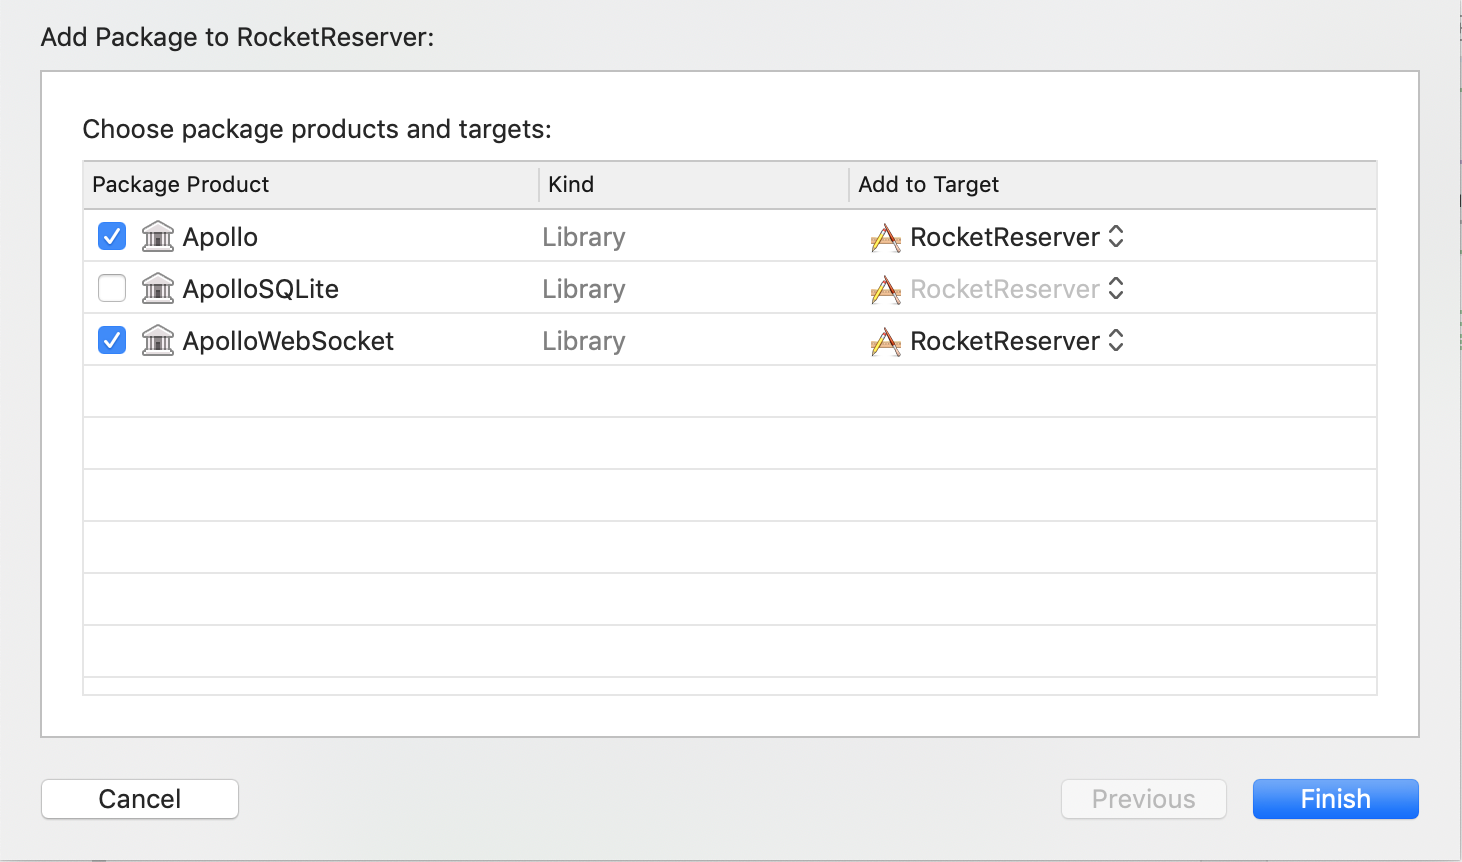 Add Package to RocketReserver:
Choose package products and targets:
Package Product Kind Add to Target
Apollo Library RocketReserver
ApolloSQLite Library RocketReserver
ApolloWebSocket Library RocketReserver
Cancel Previous Finish